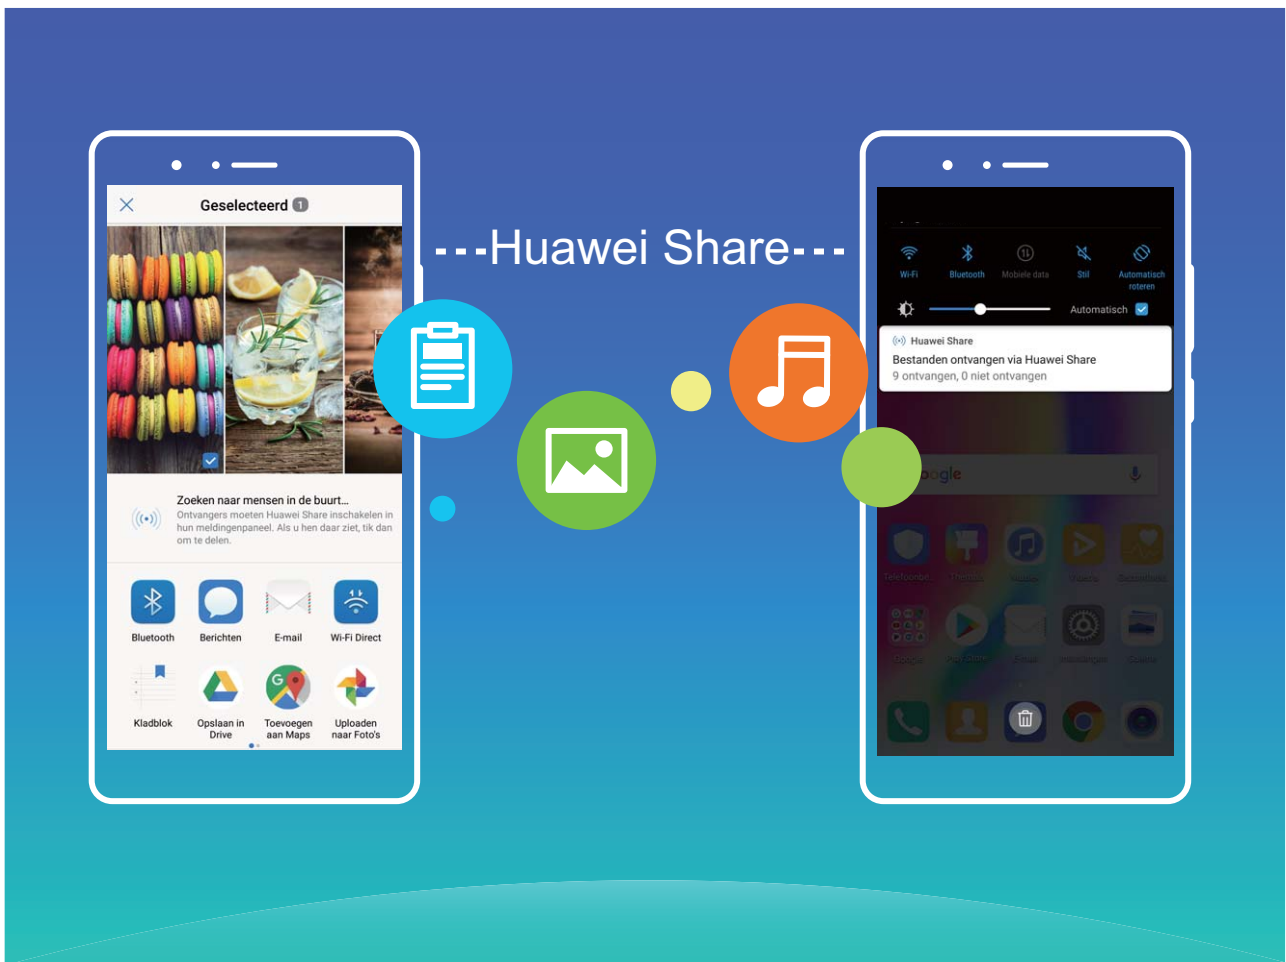 Geselecteerd 1
Zoeken naar mensen in de buurt...
Ontvangers moeten Huawei Share inschakelen in
hun meldingenpaneel. Als u hen daar ziet, tik dan
om te delen.
Bluetooth Berichten E-mail Wi-Fi Direct
Kladblok Opslaan in Drive Toevoegen aan Maps Uploaden naar Foto's
---Huawei Share---
Wi-Fi Bluetooth Mobiele data Stil Automatisch roteren
Automatisch
Huawei Share
Bestanden ontvangen via Huawei Share
9 ontvangen, 0 niet ontvangen